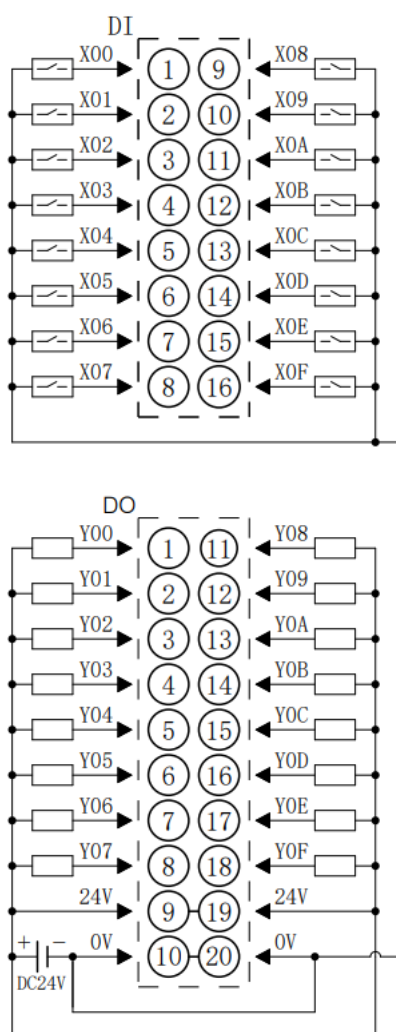 DI
X00 1 9 X08
X01 2 10 X09
X02 3 11 X0A
X03 4 12 X0B
X04 5 13 X0C
X05 6 14 X0D
X06 7 15 X0E
X07 8 16 X0F
DO
Y00 1 11 Y08
Y01 2 12 Y09
Y02 3 13 Y0A
Y03 4 14 Y0B
Y04 5 15 Y0C
Y05 6 16 Y0D
Y06 7 17 Y0E
Y07 8 18 Y0F
24V 9 19 24V
+ − 0V 10 20 0V
DC24V